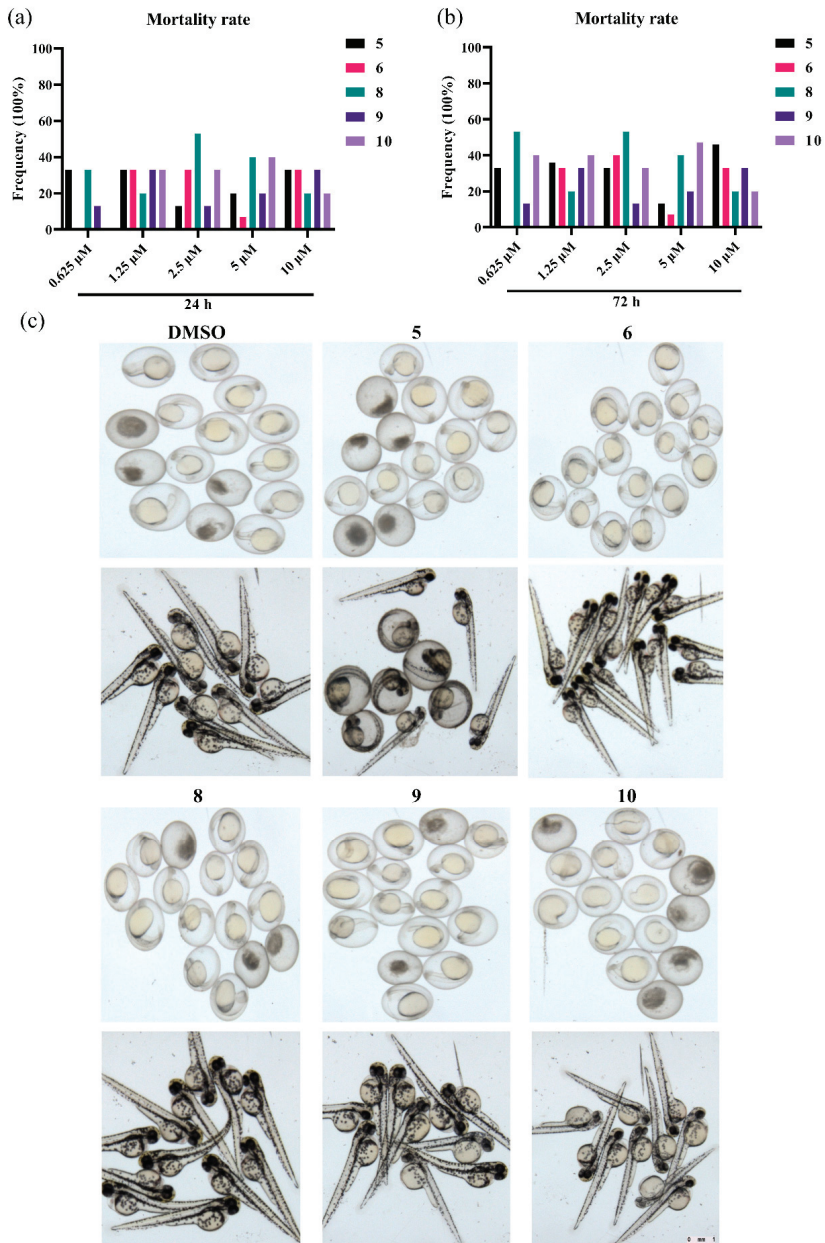 (a)
Mortality rate
Frequency (100%)
100
80
60
40
20
0
0.625 μM
1.25 μM
2.5 μM
5 μM
10 μM
24 h
5
6
8
9
10
(b)
Mortality rate
Frequency (100%)
100
80
60
40
20
0
0.625 μM
1.25 μM
2.5 μM
5 μM
10 μM
72 h
5
6
8
9
10
(c)
DMSO
5
6
8
9
10
0 mm 1